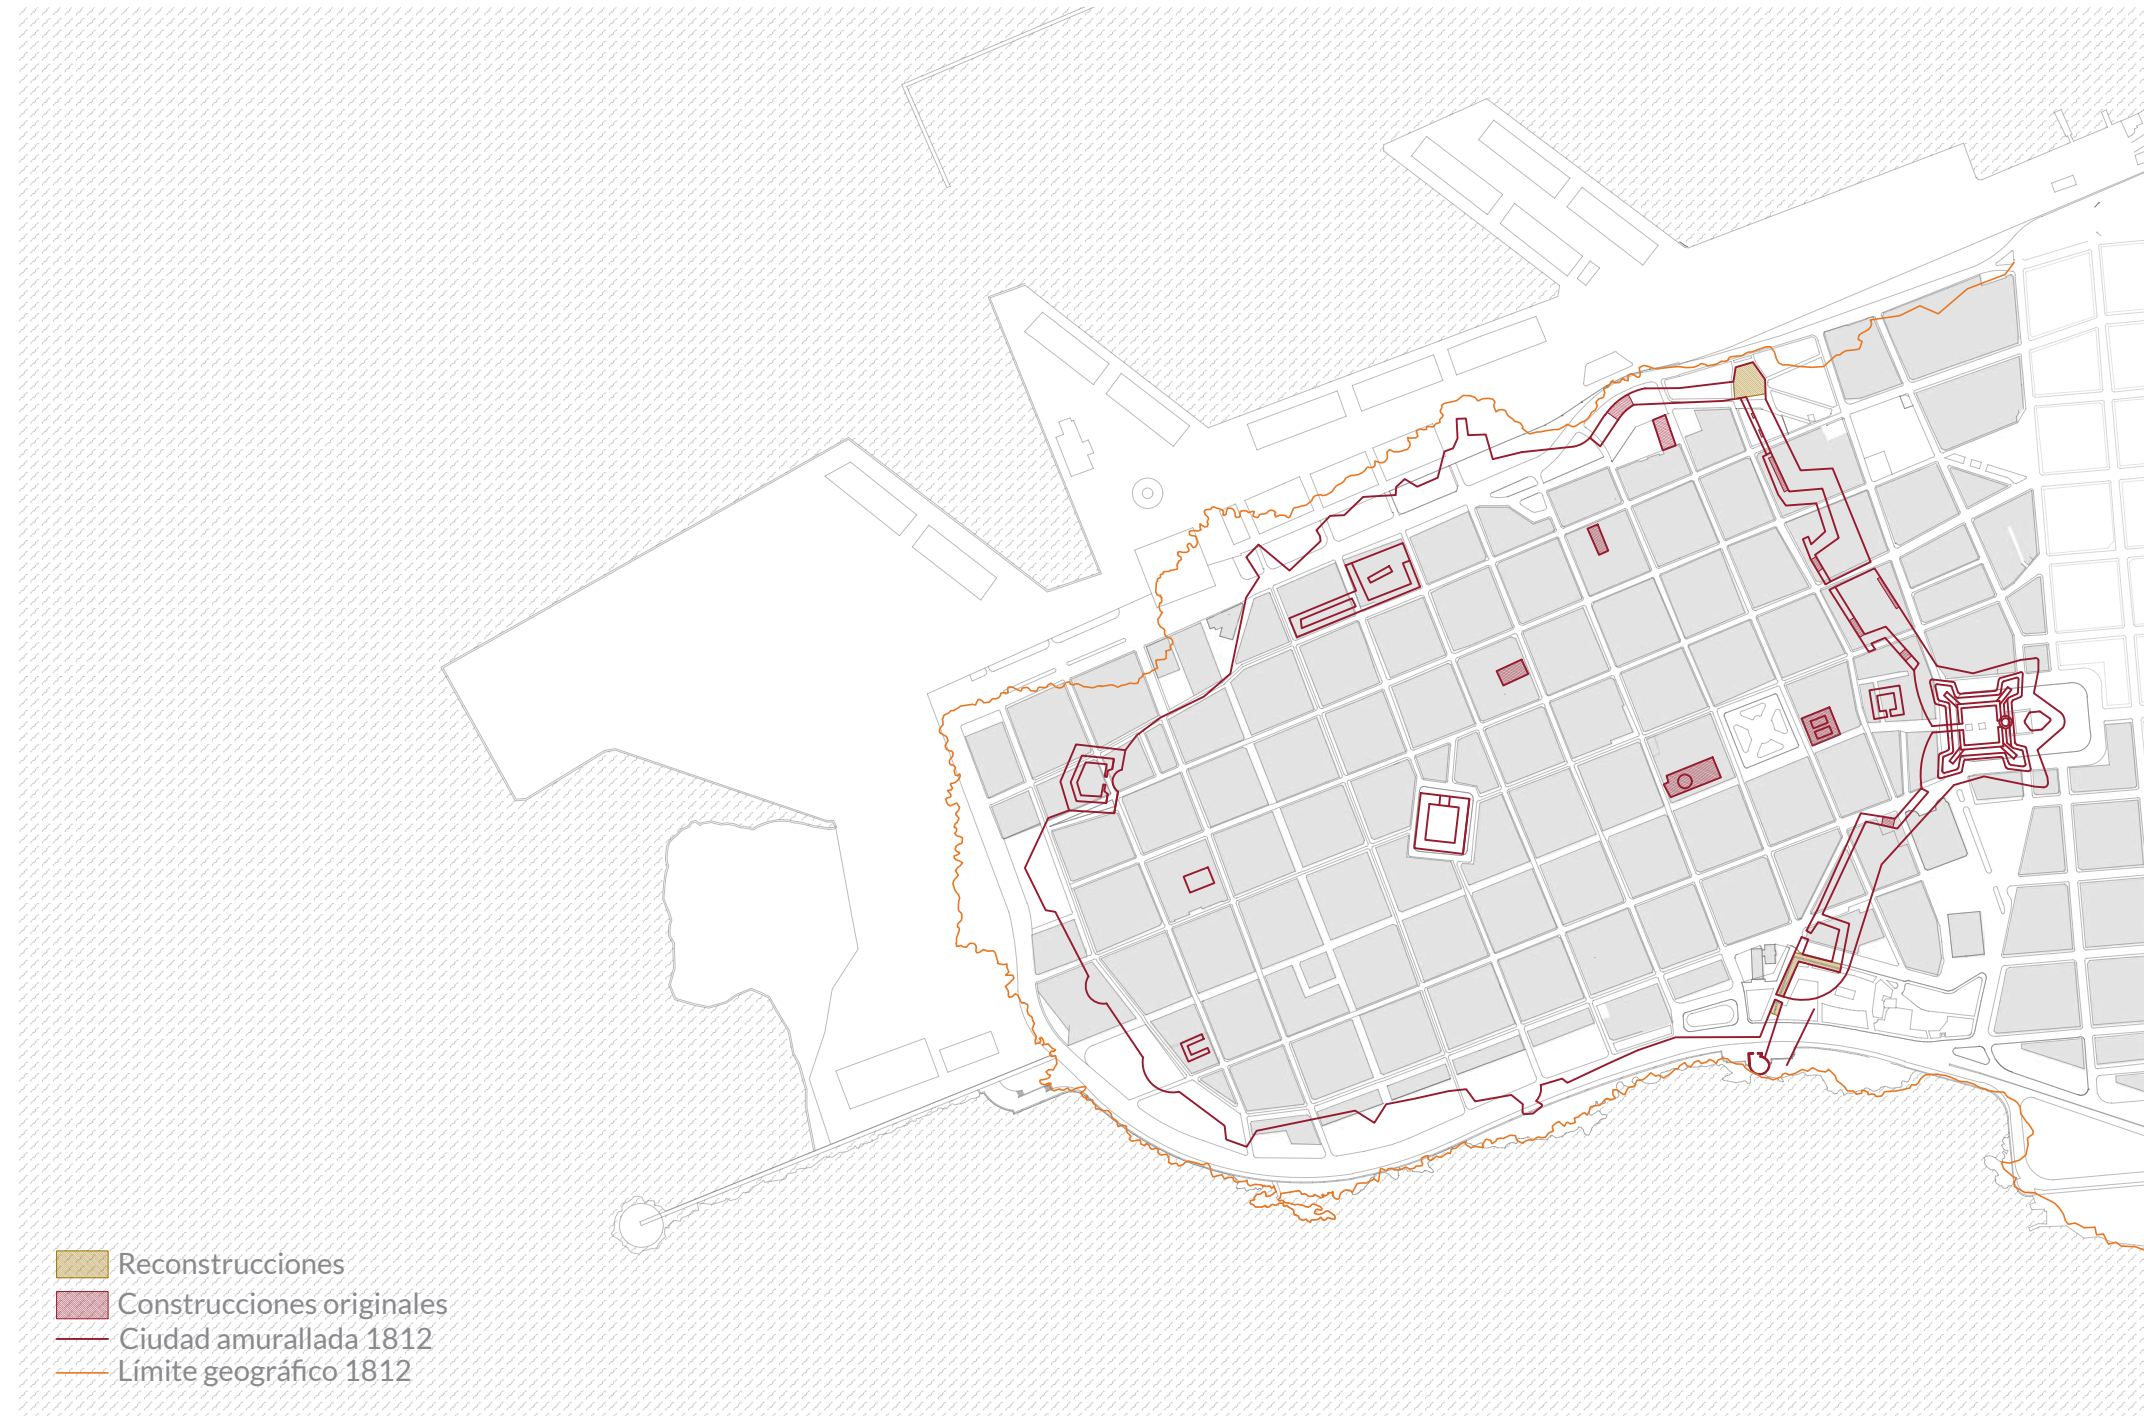 Reconstrucciones
Construcciones originales
Ciudad amurallada 1812
Límite geográfico 1812